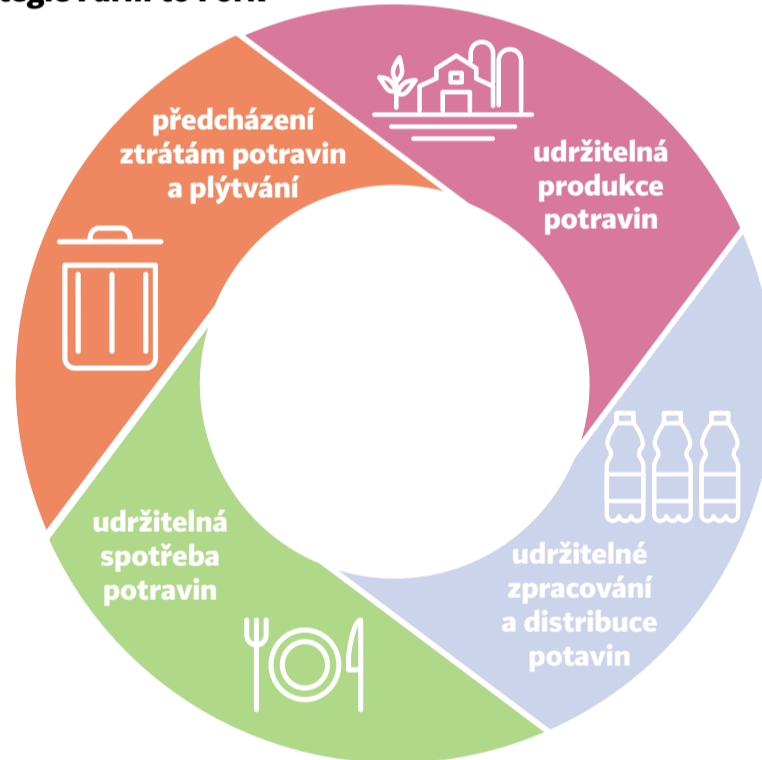 předcházení
ztrátám potravin
a plýtvání
udržitelná
produkce
potravin
udržitelná
spotřeba
potravin
udržitelné
zpracování
a distribuce
potavin